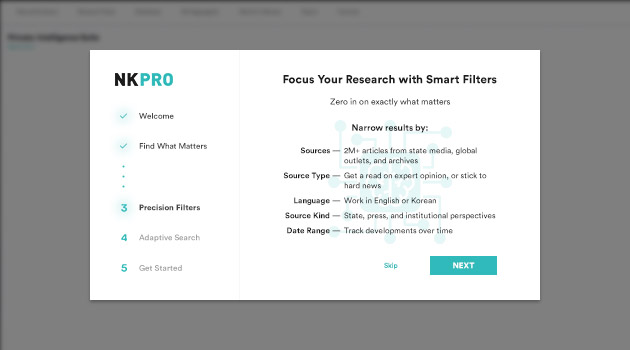 NKPRO
Welcome
Find What Matters
3 Precision Filters
4 Adaptive Search
5 Get Started
Focus Your Research with Smart Filters
Zero in on exactly what matters
Narrow results by:
Sources — 2M+ articles from state media, global
outlets, and archives
Source Type — Get a read on expert opinion, or stick to
hard news
Language — Work in English or Korean
Source Kind — State, press, and institutional perspectives
Date Range — Track developments over time
Skip
NEXT